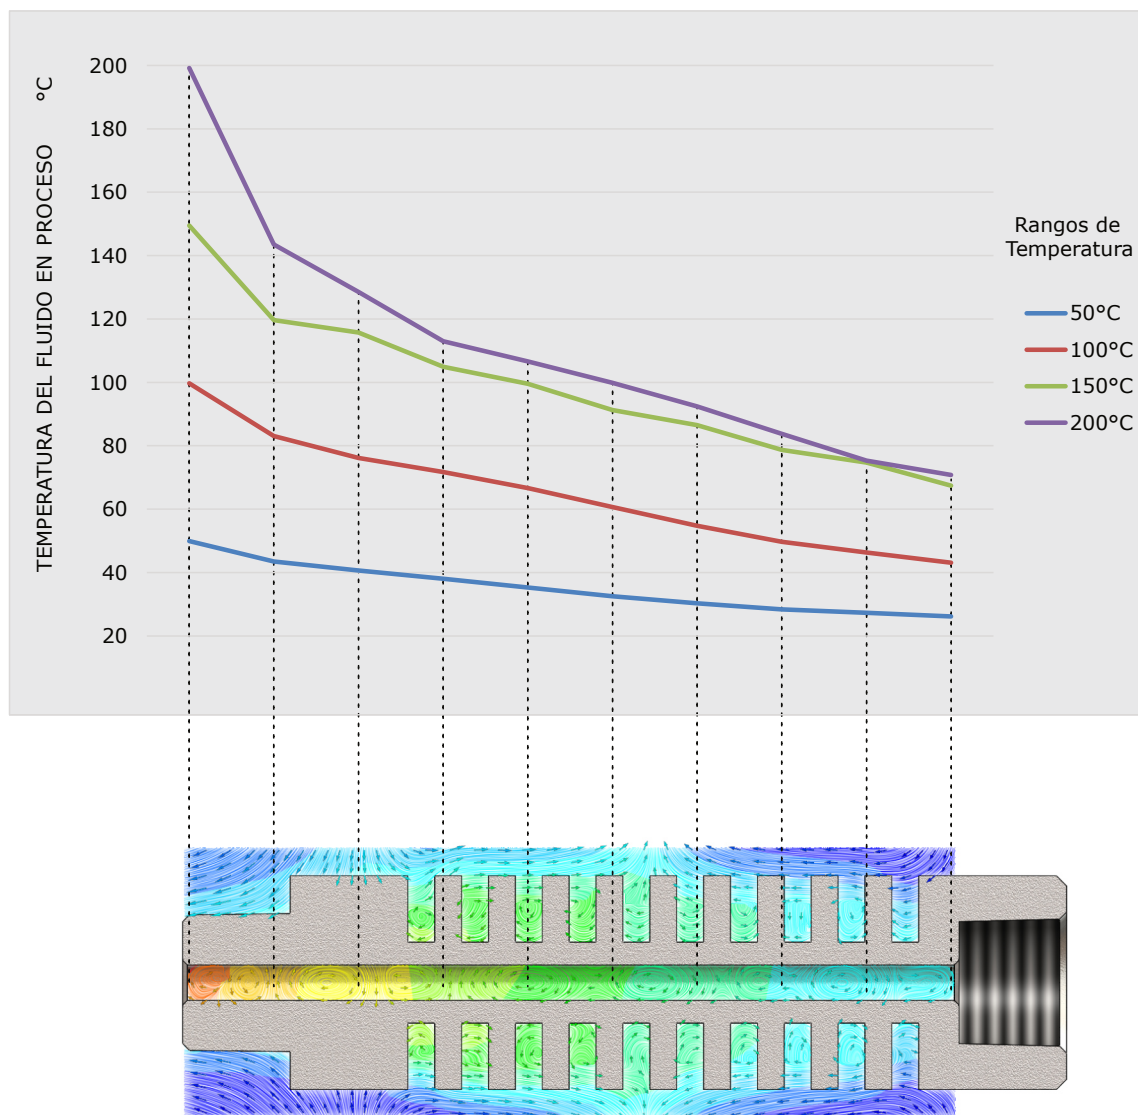 TEMPERATURA DEL FLUIDO EN PROCESO °C
200
180
160
140
120
100
80
60
40
20
Rangos de
Temperatura
50°C
100°C
150°C
200°C